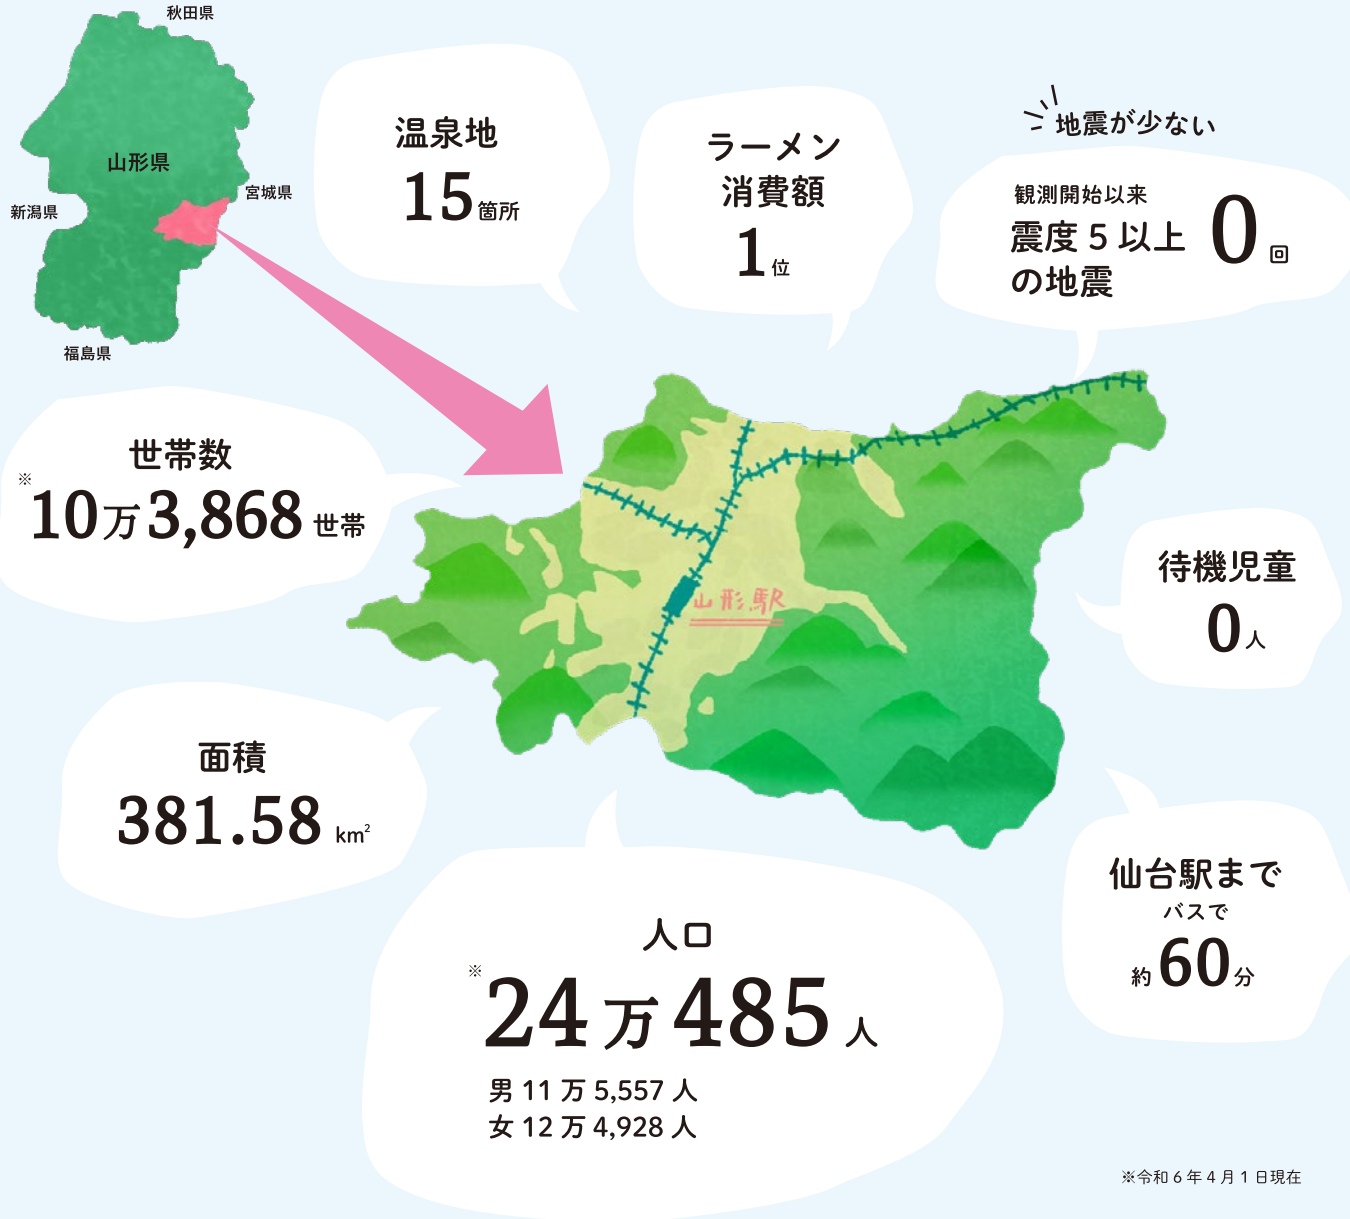 秋田県
山形県
宮城県
新潟県
福島県
温泉地
15箇所
ラーメン
消費額
1位
地震が少ない
観測開始以来
震度5以上
の地震
0回
世帯数
※10万3,868世帯
山形駅
待機児童
0人
面積
381.58 km²
仙台駅まで
バスで
約60分
人口
※24万485人
男11万5,557人
女12万4,928人
※令和6年4月1日現在